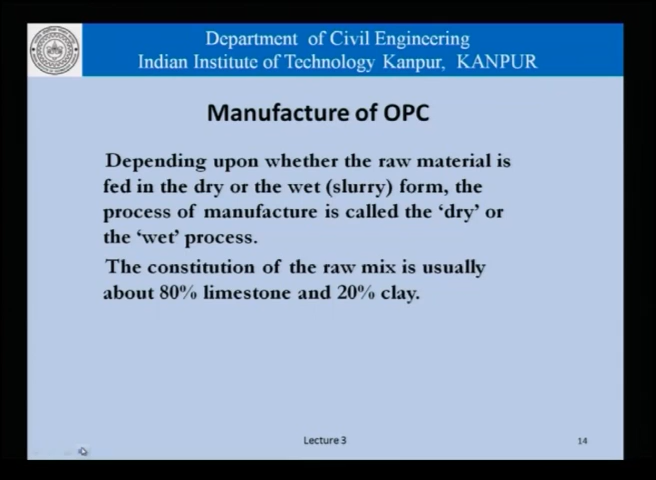 Department of Civil Engineering
Indian Institute of Technology Kanpur, KANPUR
Manufacture of OPC
Depending upon whether the raw material is
fed in the dry or the wet (slurry) form, the
process of manufacture is called the ‘dry’ or
the ‘wet’ process.
The constitution of the raw mix is usually
about 80% limestone and 20% clay.
Lecture 3
14